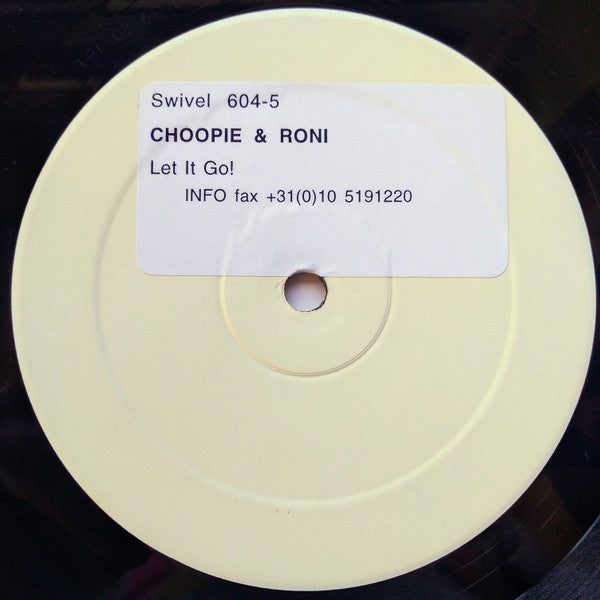 Swivel 604-5
CHOOPIE & RONI
Let It Go!
INFO fax +31(0)10 5191220